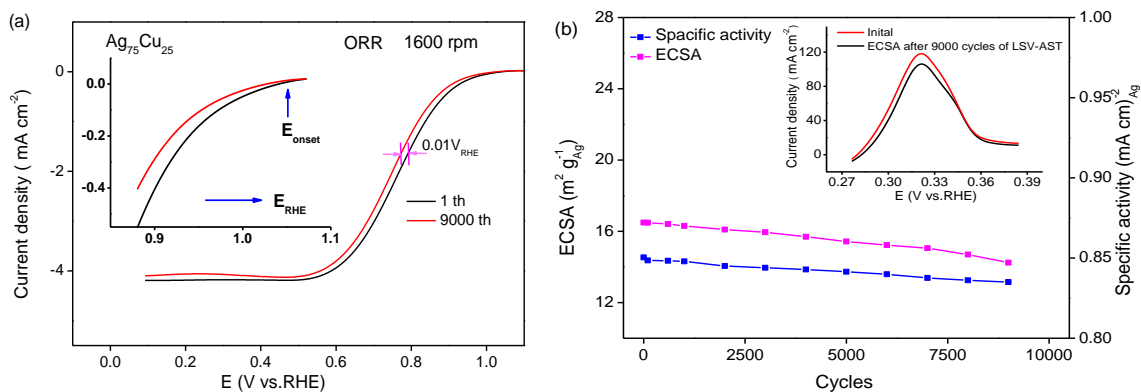 (a)
Ag75Cu25
ORR 1600 rpm
0.0
-0.2
-0.4
Eonset
ERHE
0.9 1.0 1.1
0.01VRHE
1 th
9000 th
0
-2
-4
Current density ( mA cm-2)
0.0 0.2 0.4 0.6 0.8 1.0
E (V vs.RHE)
(b)
28
24
20
16
12
ECSA (m2 g-1Ag)
Spacific activity
ECSA
Inital
ECSA after 9000 cycles of LSV-AST
120
80
40
0
Current density ( mA cm-2)
0.27 0.30 0.33 0.36 0.39
E (V vs.RHE)
1.00
0.95
0.90
0.85
0.80
Specific activity (mA cm)-2Ag
0 2500 5000 7500 10000
Cycles